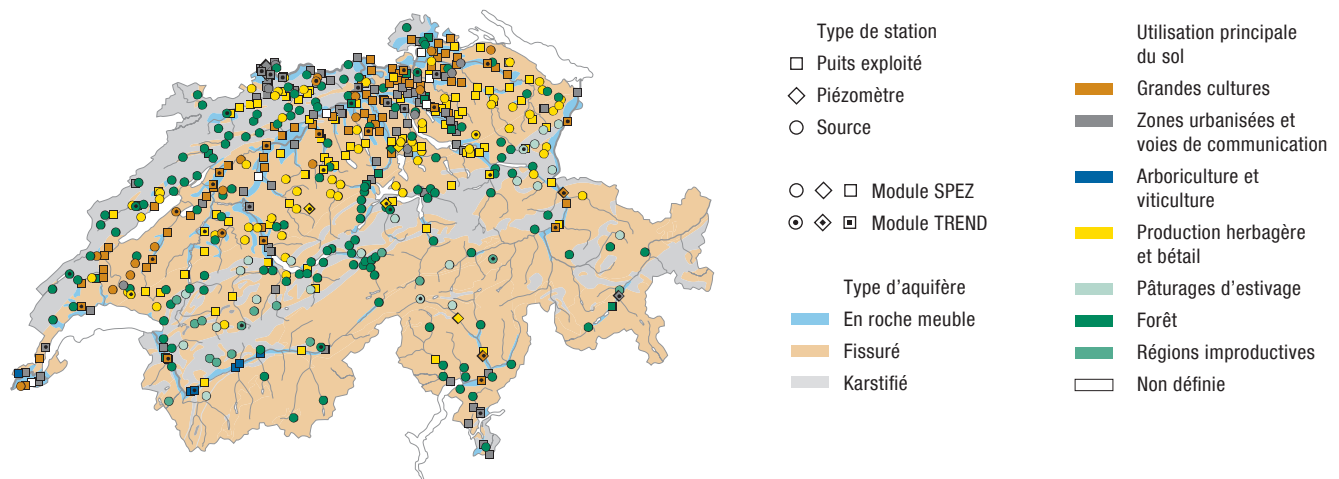 Type de station
Puits exploité
Piézomètre
Source
Module SPEZ
Module TREND
Type d'aquifère
En roche meuble
Fissuré
Karstifié
Utilisation principale
du sol
Grandes cultures
Zones urbanisées et
voies de communication
Arboriculture et
viticulture
Production herbagère
et bétail
Pâturages d'estivage
Forêt
Régions improductives
Non définie